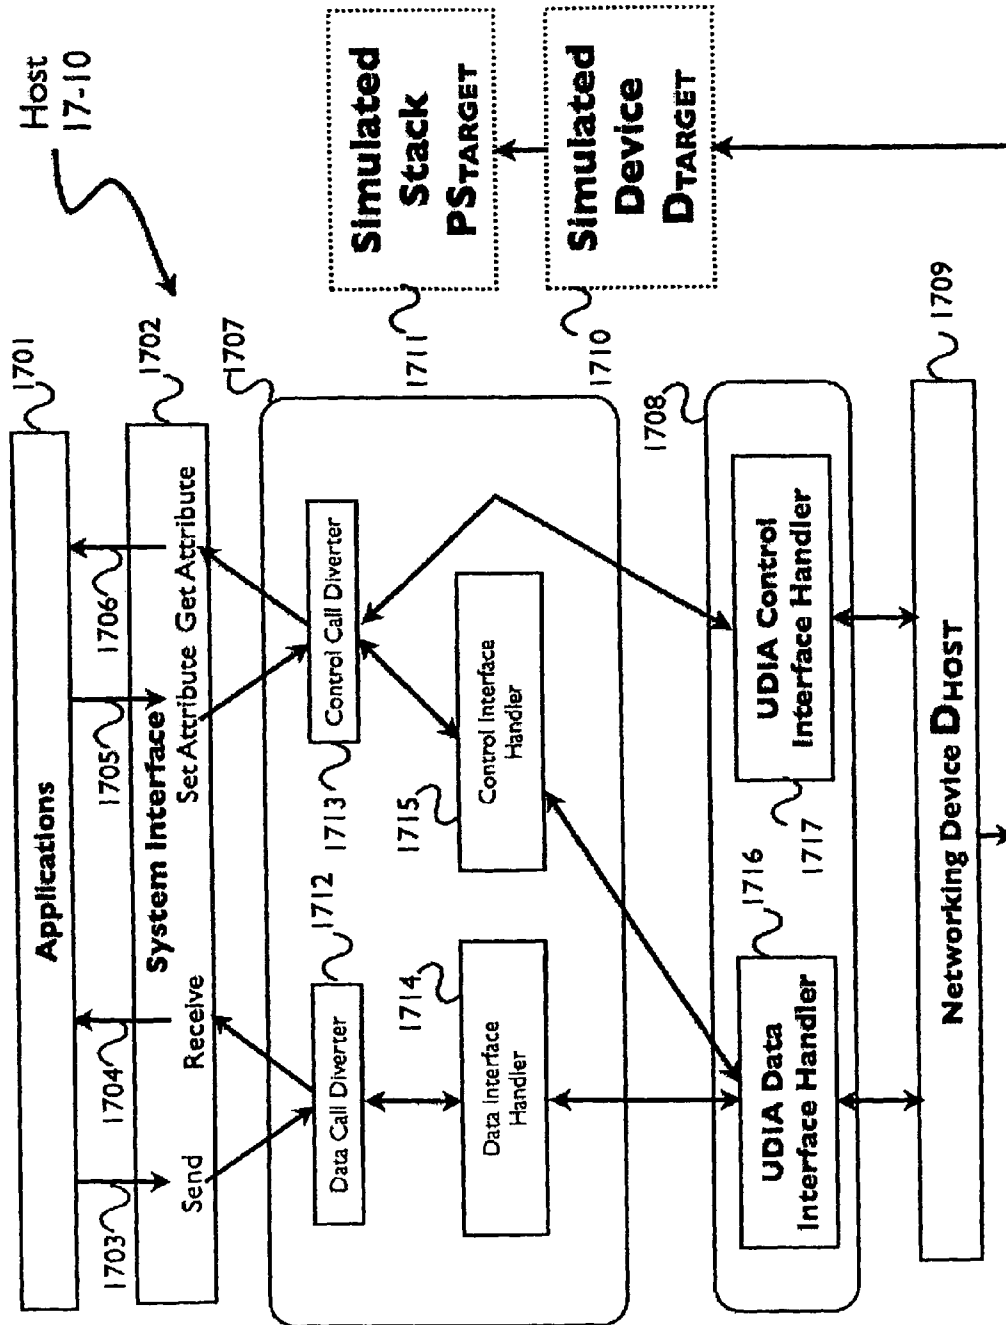 Host
17-10
Applications
1701
1703
1704
1705
1706
System Interface
1702
Send
Receive
Set Attribute
Get Attribute
1707
Data Call Diverter
1712
Control Call Diverter
1713
Data Interface
Handler
1714
Control Interface
Handler
1715
Simulated
Stack
PSTARGET
1711
Simulated
Device
DTARGET
1710
1708
UDIA Data
Interface Handler
1716
UDIA Control
Interface Handler
1717
Networking Device DHOST
1709